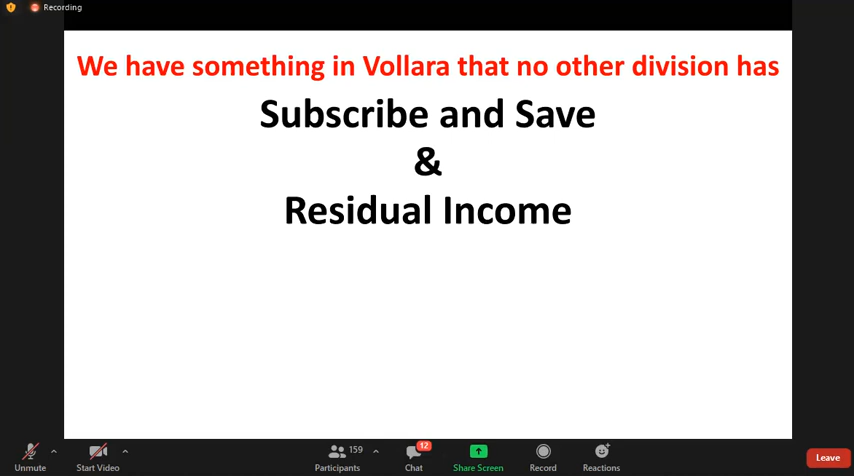 Recording
We have something in Vollara that no other division has
Subscribe and Save
&
Residual Income
159
12
Unmute
Start Video
Participants
Chat
Share Screen
Record
Reactions
Leave